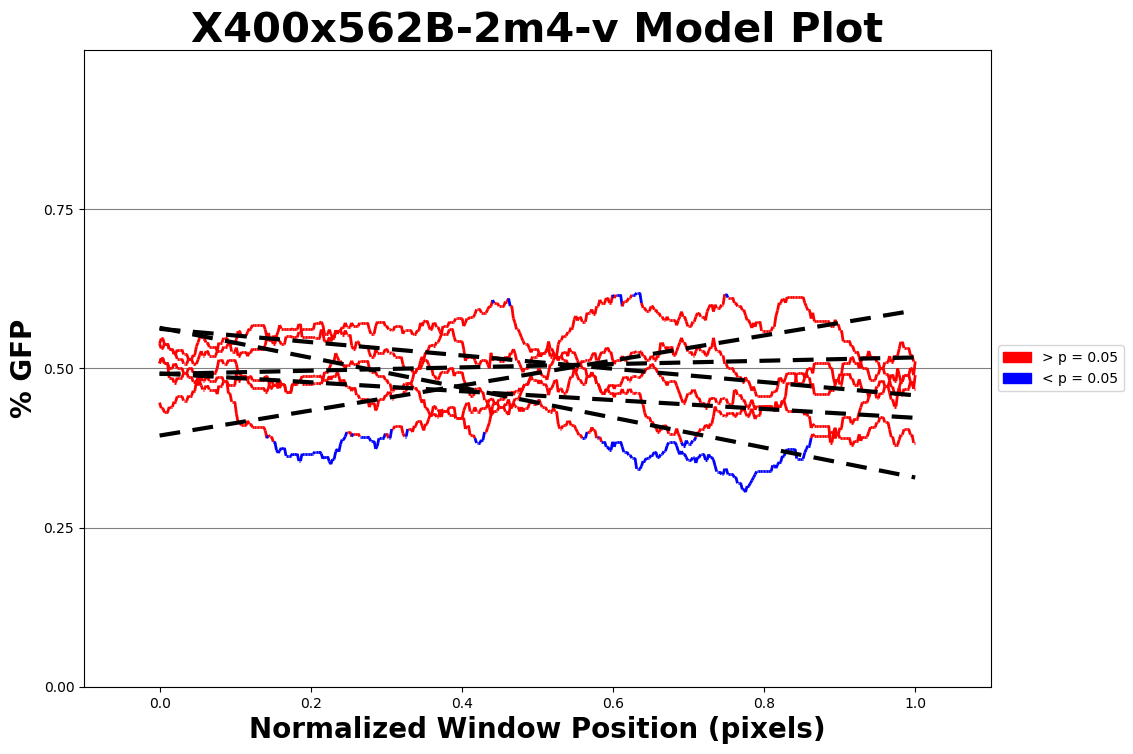 X400x562B-2m4-v Model Plot
% GFP
0.75
0.50
0.25
0.00
0.0 0.2 0.4 0.6 0.8 1.0
Normalized Window Position (pixels)
> p = 0.05
< p = 0.05